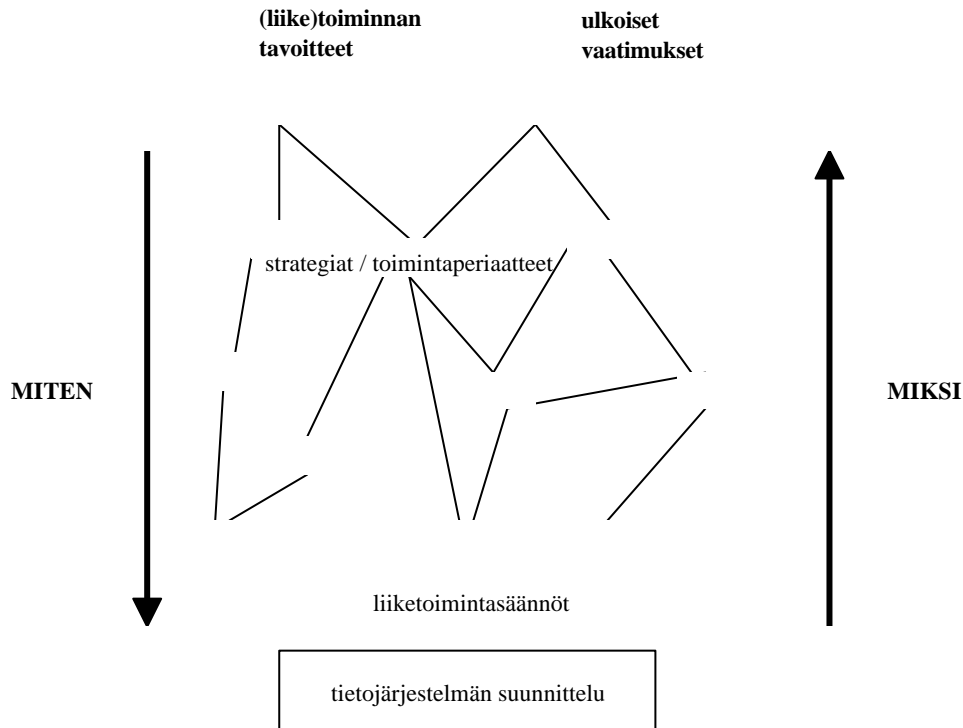 (liike)toiminnan
tavoitteet
ulkoiset
vaatimukset
strategiat / toimintaperiaatteet
MITEN
MIKSI
liiketoimintasäännöt
tietojärjestelmän suunnittelu